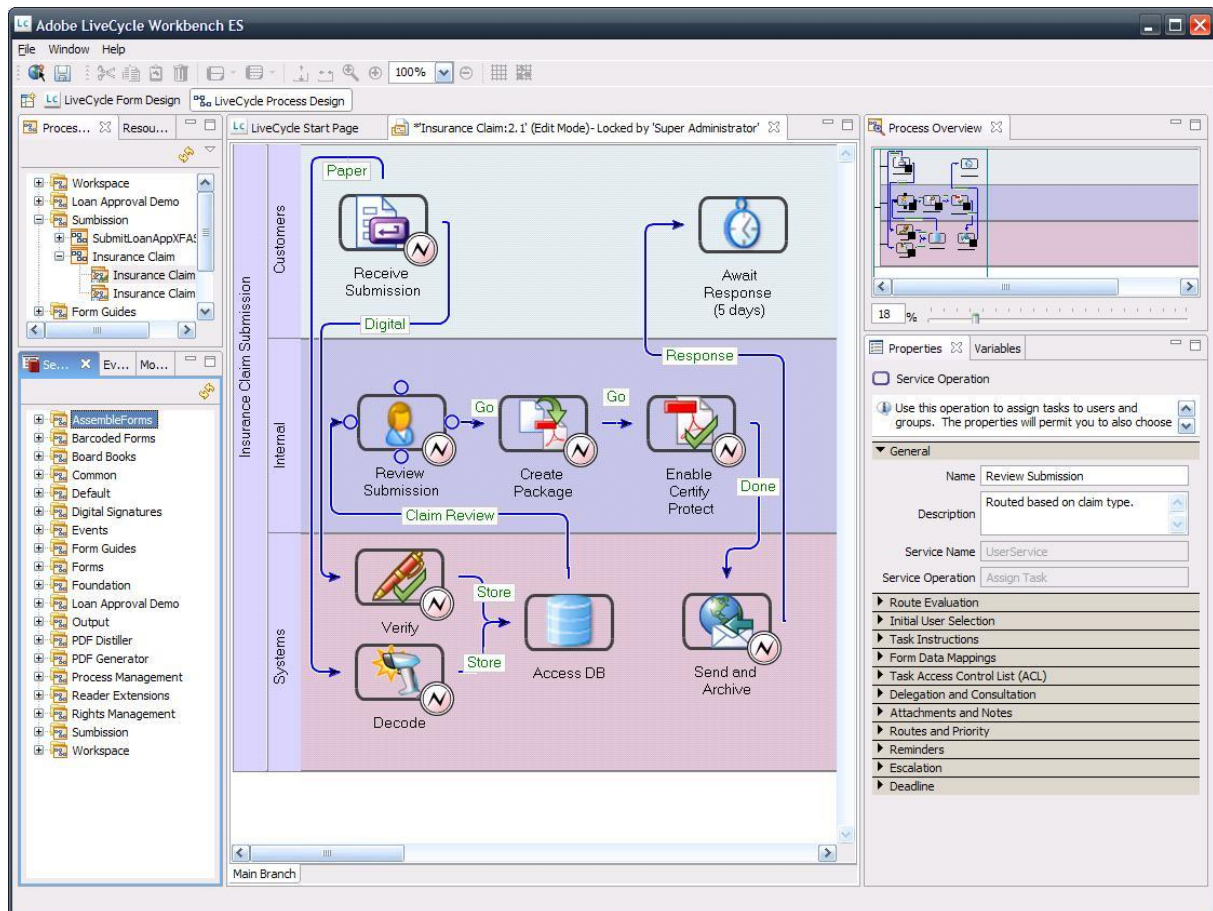 Adobe LiveCycle Workbench ES
File Window Help
100%
LiveCycle Form Design LiveCycle Process Design
Proces... Resou...
Workspace
Loan Approval Demo
Sumbission
SubmitLoanAppXFA
Insurance Claim
Insurance Claim
Insurance Claim
Form Guides
Se... Ev... Mo...
AssembleForms
Barcoded Forms
Board Books
Common
Default
Digital Signatures
Events
Form Guides
Forms
Foundation
Loan Approval Demo
Output
PDF Distiller
PDF Generator
Process Management
Reader Extensions
Rights Management
Sumbission
Workspace
LiveCycle Start Page *'Insurance Claim:2.1' (Edit Mode)- Locked by 'Super Administrator'
Insurance Claim Submission
Customers
Paper
Receive
Submission
Digital
Await
Response
(5 days)
Response
Internal
Review
Submission
Go
Create
Package
Go
Enable
Certify
Protect
Done
Claim Review
Systems
Verify
Store
Decode
Store
Access DB
Send and
Archive
Main Branch
Process Overview
18 %
Properties Variables
Service Operation
Use this operation to assign tasks to users and
groups. The properties will permit you to also choose
General
Name Review Submission
Description Routed based on claim type.
Service Name UserService
Service Operation Assign Task
Route Evaluation
Initial User Selection
Task Instructions
Form Data Mappings
Task Access Control List (ACL)
Delegation and Consultation
Attachments and Notes
Routes and Priority
Reminders
Escalation
Deadline